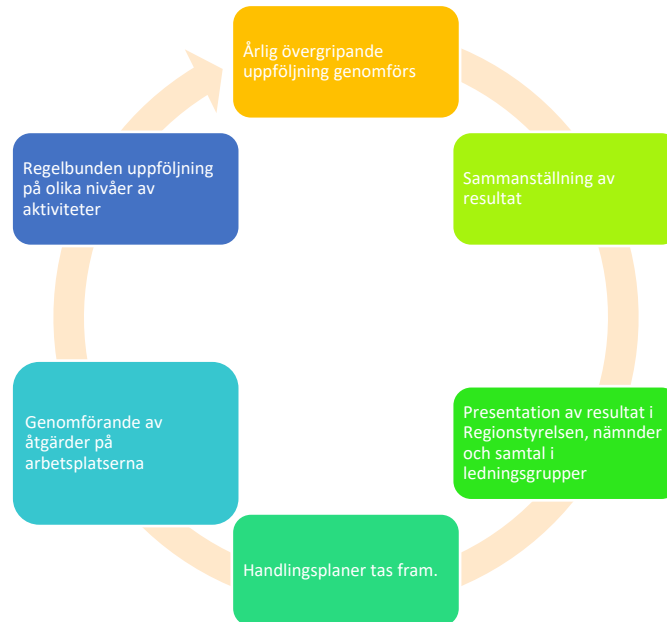 Årlig övergripande
uppföljning genomförs
Sammanställning av
resultat
Presentation av resultat i
Regionstyrelsen, nämnder
och samtal i
ledningsgrupper
Handlingsplaner tas fram.
Genomförande av
åtgärder på
arbetsplatserna
Regelbunden uppföljning
på olika nivåer av
aktiviteter